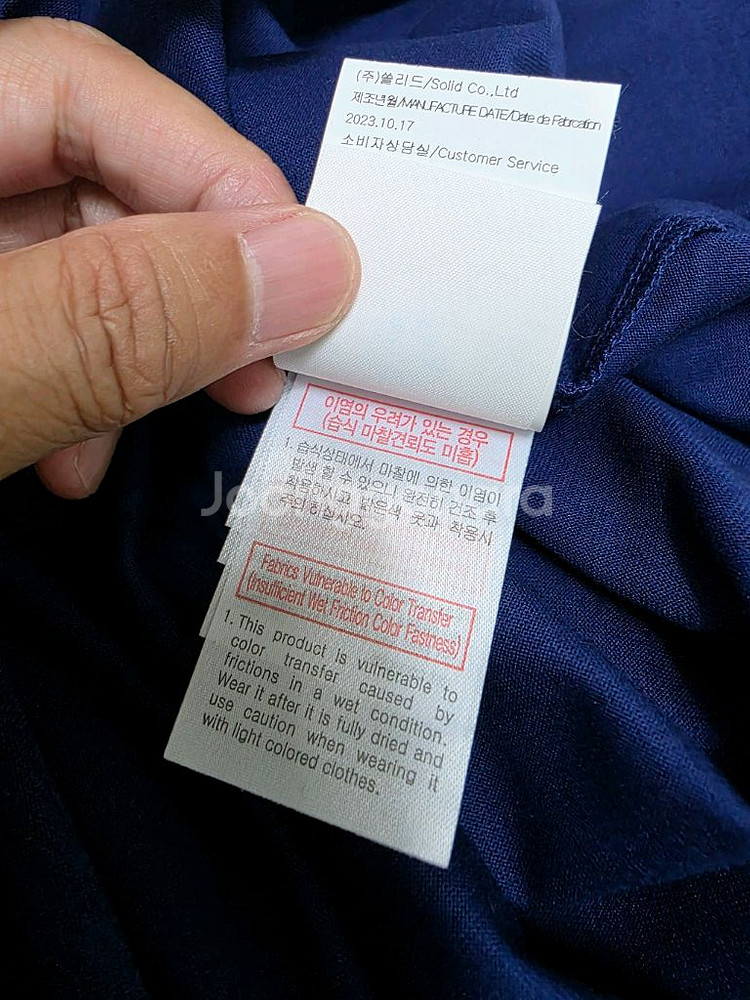 (주)쏠리드/Solid Co.,Ltd
제조년월/MANUFACTURE DATE/Date de Fabrication
2023.10.17
소비자상담실/Customer Service
이염의 우려가 있는 경우
(습식 마찰견뢰도 미흡)
1. 습식상태에서 마찰에 의한 이염이
발생 할 수 있으니 완전히 건조 후
착용하시고 밝은색 옷과 착용시
주의 하십시오.
Fabrics Vulnerable to Color Transfer
(Insufficient Wet Friction Color Fastness)
1. This product is vulnerable to
color transfer caused by
frictions in a wet condition.
Wear it after it is fully dried and
use caution when wearing it
with light colored clothes.